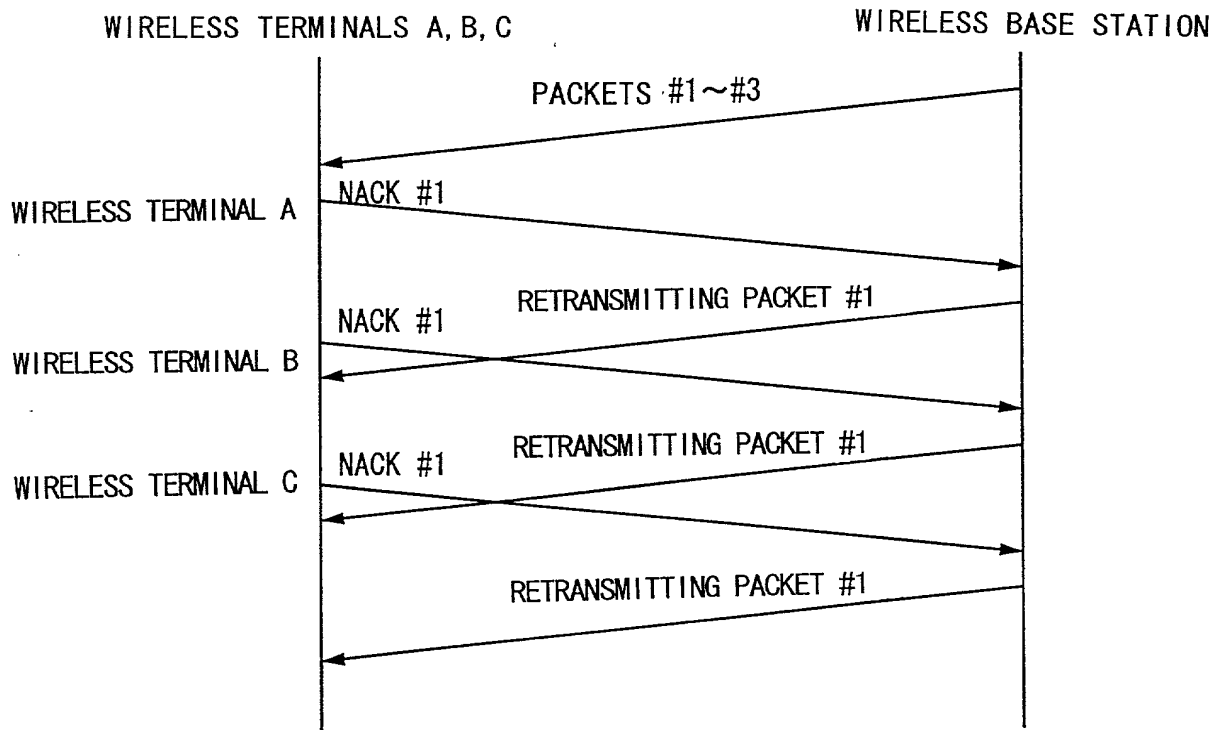 WIRELESS TERMINALS A, B, C
WIRELESS BASE STATION
PACKETS #1～#3
NACK #1
WIRELESS TERMINAL A
RETRANSMITTING PACKET #1
NACK #1
WIRELESS TERMINAL B
RETRANSMITTING PACKET #1
NACK #1
WIRELESS TERMINAL C
RETRANSMITTING PACKET #1